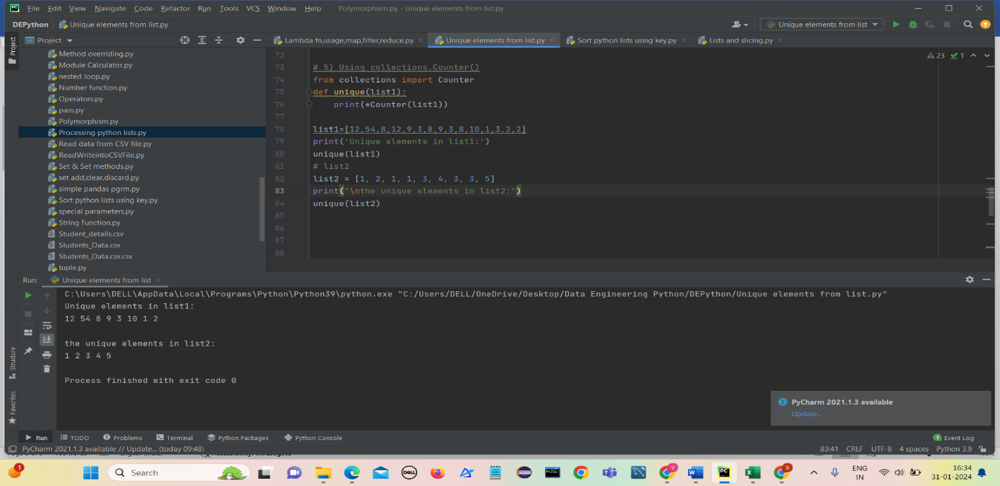 PC File Edit View Navigate Code Refactor Run Tools VCS Window Help Polymorphism.py - Unique elements from list.py
DEPython Unique elements from list.py Unique elements from list
Project Lambda fn,usage,map,filter,reduce.py Unique elements from list.py Sort python lists using key.py Lists and slicing.py
Project
Method overriding.py
Module Calculator.py
nested loop.py
Number function.py
Operators.py
pass.py
Polymorphism.py
Processing python lists.py
Read data from CSV file.py
ReadWriteintoCSVFile.py
Set & Set methods.py
set add,clear,discard.py
simple pandas pgrm.py
Sort python lists using key.py
special parameters.py
String Function.py
Student_details.csv
Students_Data.csv
Students_Data.csv.csv
tuple.py
23 1
72
73 # 5) Using collections.Counter()
74 from collections import Counter
75 def unique(list1):
76 print(*Counter(list1))
77
78 list1=[12,54,8,12,9,3,8,9,3,8,10,1,3,2,2]
79 print('Unique elements in list1:')
80 unique(list1)
81 # list2
82 list2 = [1, 2, 1, 1, 3, 4, 3, 3, 5]
83 print("\nthe unique elements in list2:")
84 unique(list2)
85
86
87
88
Run: Unique elements from list
C:\Users\DELL\AppData\Local\Programs\Python\Python39\python.exe "C:/Users/DELL/OneDrive/Desktop/Data Engineering Python/DEPython/Unique elements from list.py"
Unique elements in list1:
12 54 8 9 3 10 1 2
the unique elements in list2:
1 2 3 4 5
Process finished with exit code 0
Structure
Favorites
PyCharm 2021.1.3 available
Update...
Run TODO Problems Terminal Python Packages Python Console 1 Event Log
PyCharm 2021.1.3 available // Update... (today 09:48) 83:41 CRLF UTF-8 4 spaces Python 3.9
1 Search DELL MySQL V W PC X S ENG 16:34
IN 31-01-2024